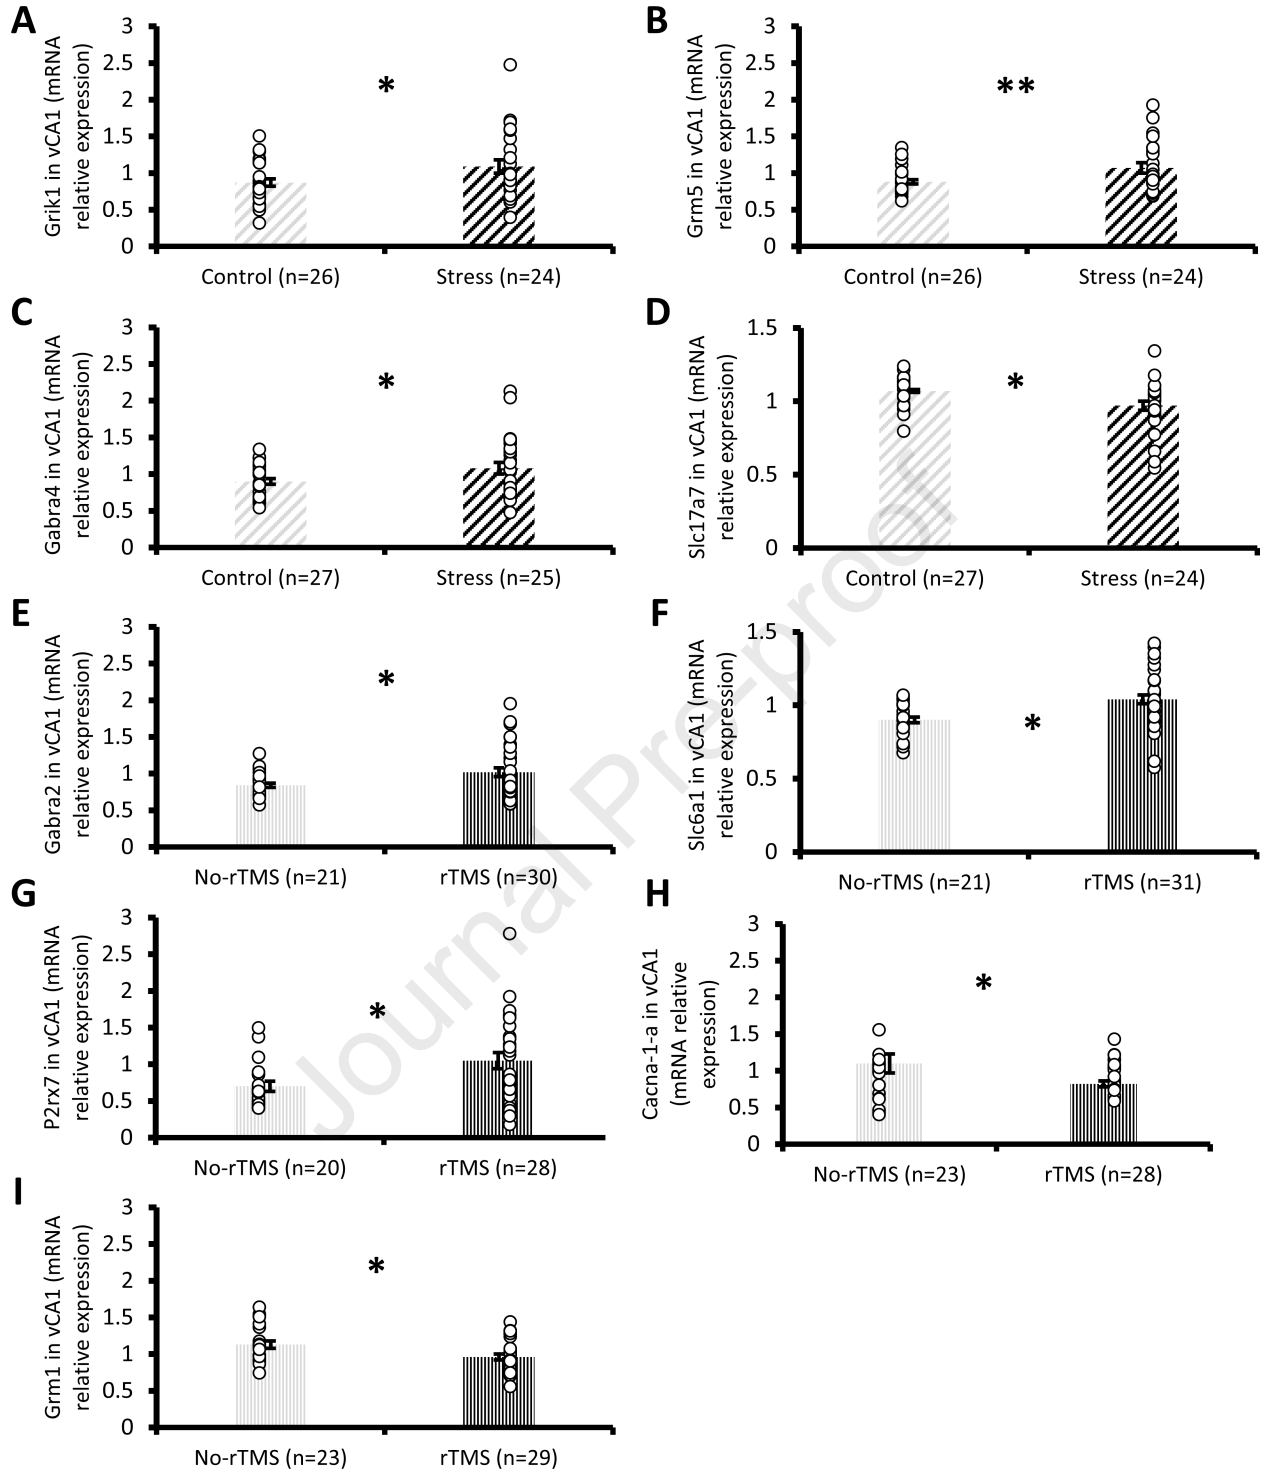 A
Grik1 in vCA1 (mRNA
relative expression)
3
2.5
2
1.5
1
0.5
0
*
Control (n=26)
Stress (n=24)
B
Grm5 in vCA1 (mRNA
relative expression)
3
2.5
2
1.5
1
0.5
0
**
Control (n=26)
Stress (n=24)
C
Gabra4 in vCA1 (mRNA
relative expression)
3
2.5
2
1.5
1
0.5
0
*
Control (n=27)
Stress (n=25)
D
Slc17a7 in vCA1 (mRNA
relative expression)
1.5
1
0.5
0
*
Control (n=27)
Stress (n=24)
E
Gabra2 in vCA1 (mRNA
relative expression)
3
2.5
2
1.5
1
0.5
0
*
No-rTMS (n=21)
rTMS (n=30)
F
Slc6a1 in vCA1 (mRNA
relative expression)
1.5
1
0.5
0
*
No-rTMS (n=21)
rTMS (n=31)
G
P2rx7 in vCA1 (mRNA
relative expression)
3
2.5
2
1.5
1
0.5
0
*
No-rTMS (n=20)
rTMS (n=28)
H
Cacna-1-a in vCA1
(mRNA relative
expression)
3
2.5
2
1.5
1
0.5
0
*
No-rTMS (n=23)
rTMS (n=28)
I
Grm1 in vCA1 (mRNA
relative expression)
3
2.5
2
1.5
1
0.5
0
*
No-rTMS (n=23)
rTMS (n=29)
Journal Pre-proof